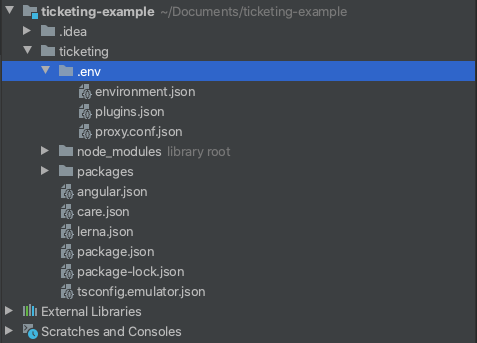 ticketing-example ~/Documents/ticketing-example
.idea
ticketing
.env
environment.json
plugins.json
proxy.conf.json
node_modules library root
packages
angular.json
care.json
lerna.json
package.json
package-lock.json
tsconfig.emulator.json
External Libraries
Scratches and Consoles